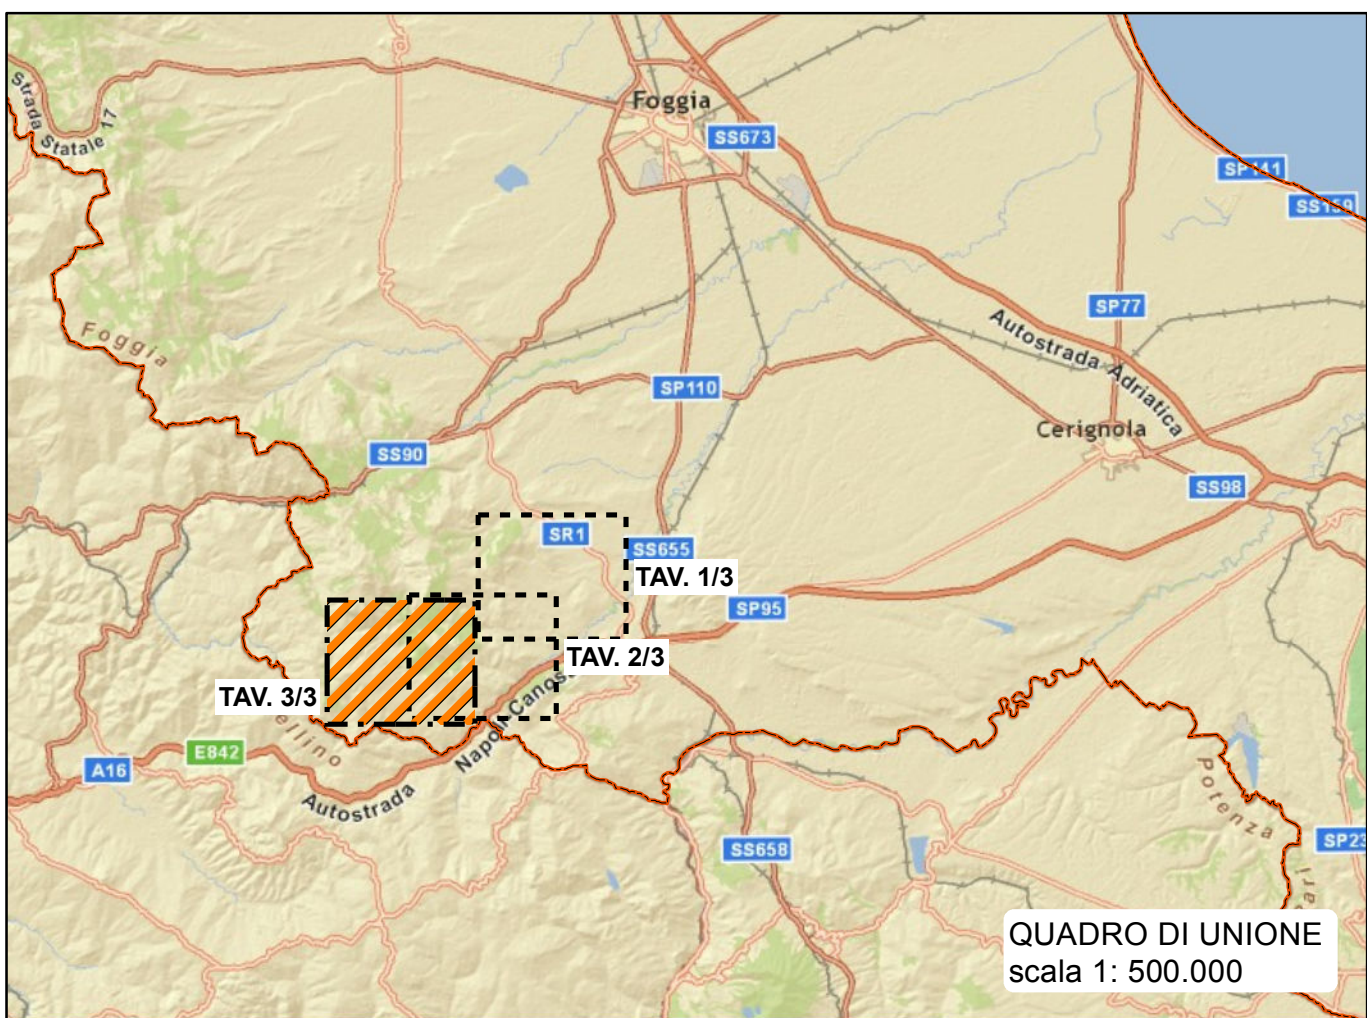 Strada Statale 17
Foggia
SS673
SP141
SS159
SP77
Foggia
Autostrada Adriatica
SP110
Cerignola
SS90
SS98
SR1
SS655
TAV. 1/3
SP95
TAV. 2/3
TAV. 3/3
Napoli Canosa
E842
A16
Autostrada
Potenza
SS658
SP23
QUADRO DI UNIONE
scala 1: 500.000